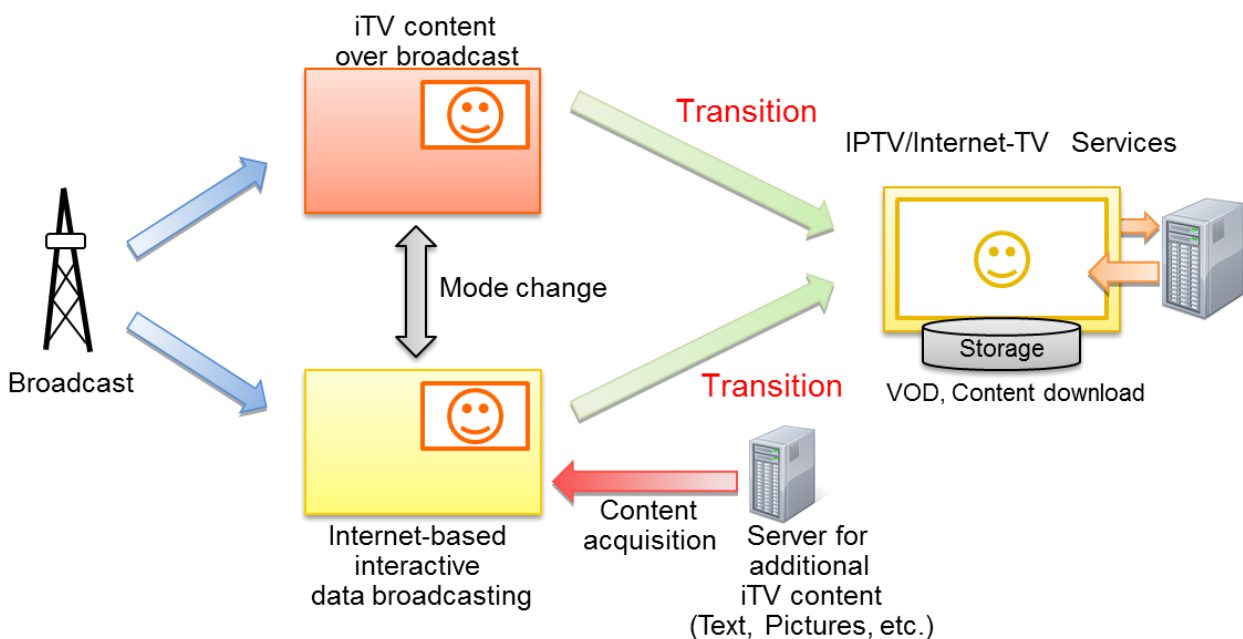 iTV content
over broadcast
Transition
IPTV/Internet-TV Services
Mode change
Broadcast
Storage
VOD, Content download
Transition
Content
acquisition
Internet-based
interactive
data broadcasting
Server for
additional
iTV content
(Text, Pictures, etc.)